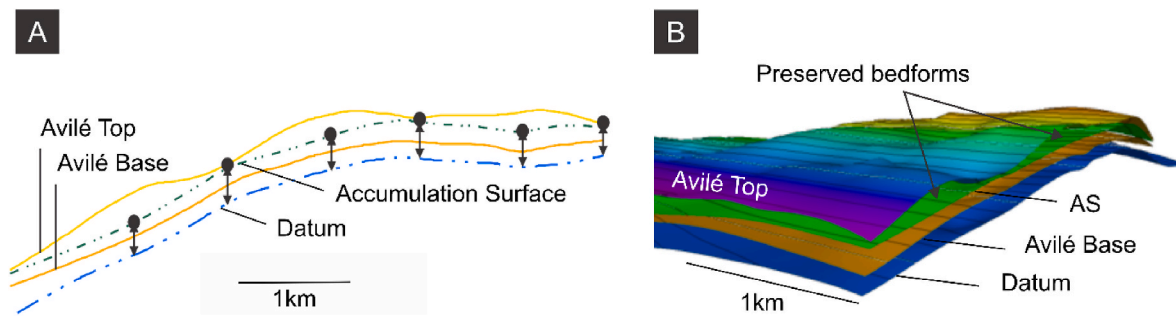 A
Avilé Top
Avilé Base
Accumulation Surface
Datum
1km
B
Preserved bedforms
Avilé Top
AS
Avilé Base
Datum
1km